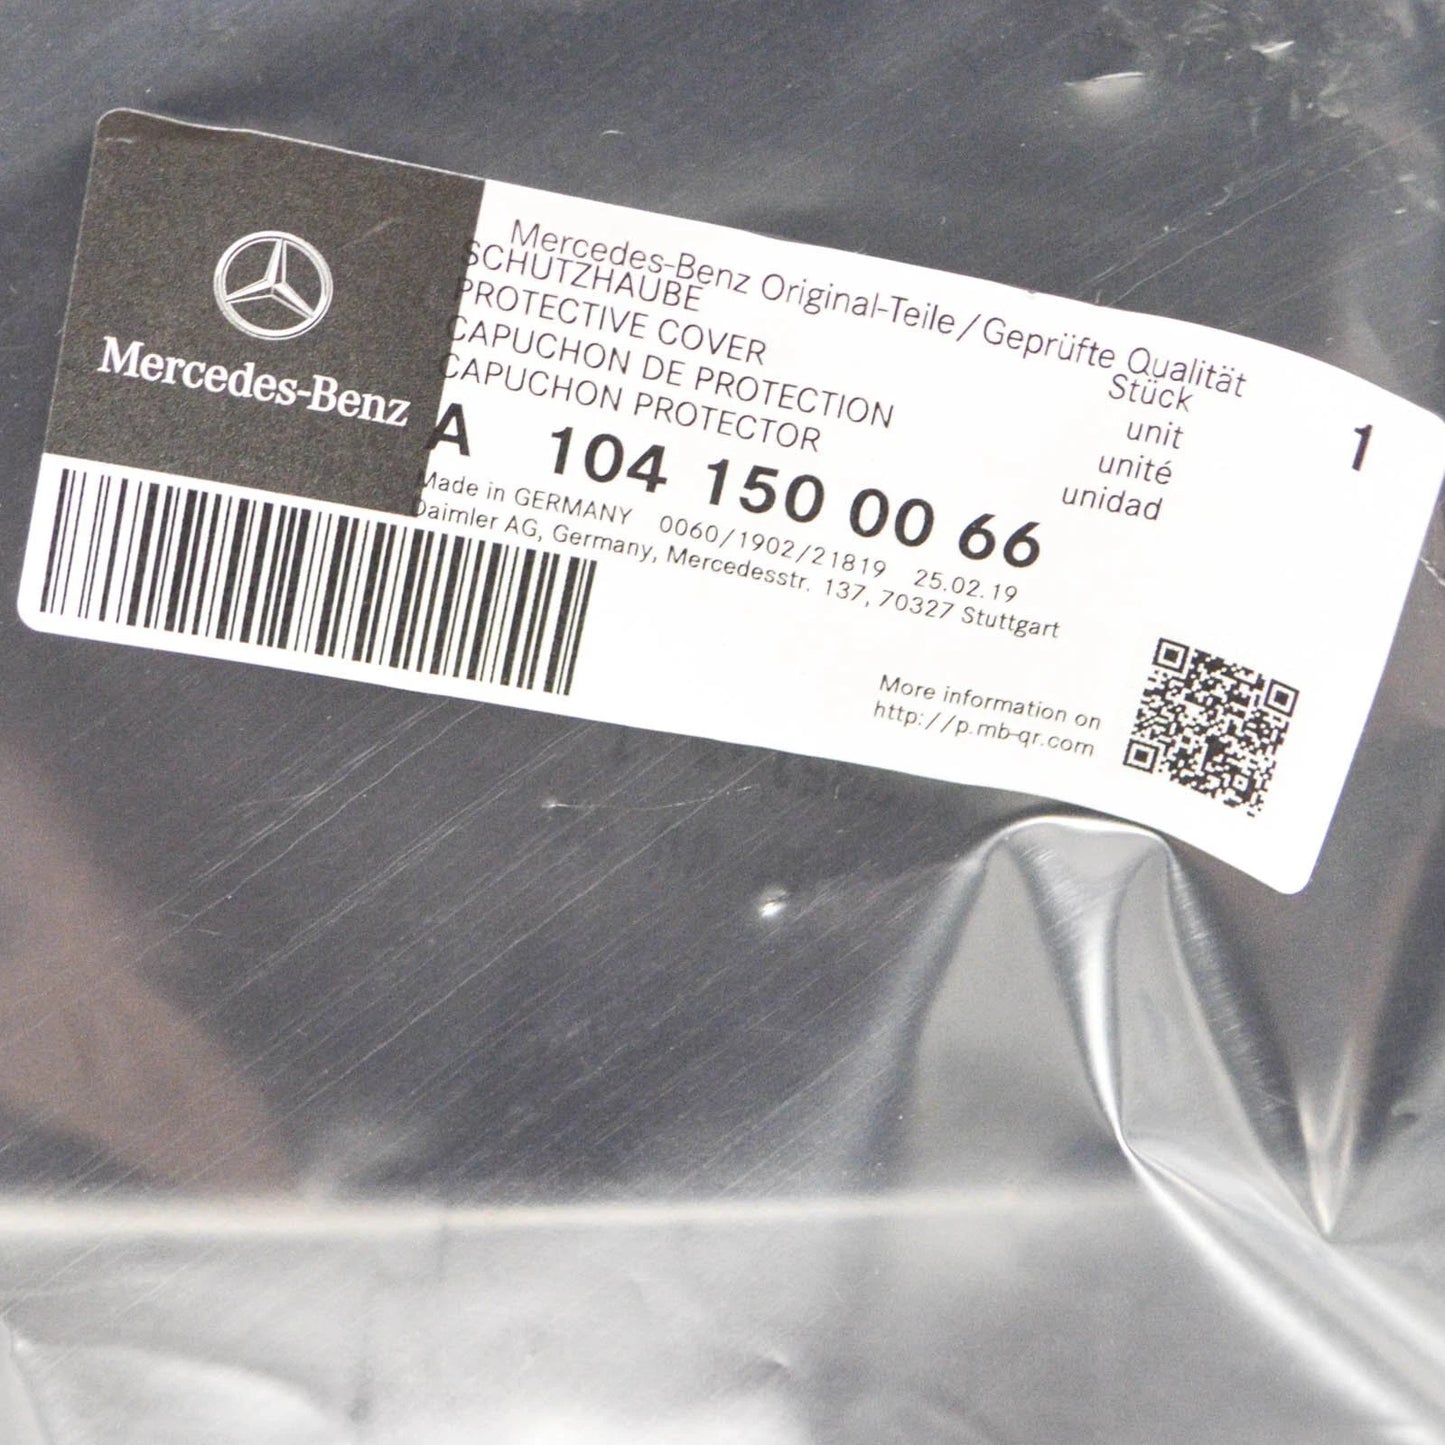 Mercedes-Benz
Mercedes-Benz Original-Teile / Geprüfte Qualität
SCHUTZHAUBE
PROTECTIVE COVER
CAPUCHON DE PROTECTION
CAPUCHON PROTECTOR
Stück
unit
unité
unidad
1
A 104 150 00 66
Made in GERMANY 0060/1902/21819 25.02.19
Daimler AG, Germany, Mercedesstr. 137, 70327 Stuttgart
More information on
http://p.mb-qr.com